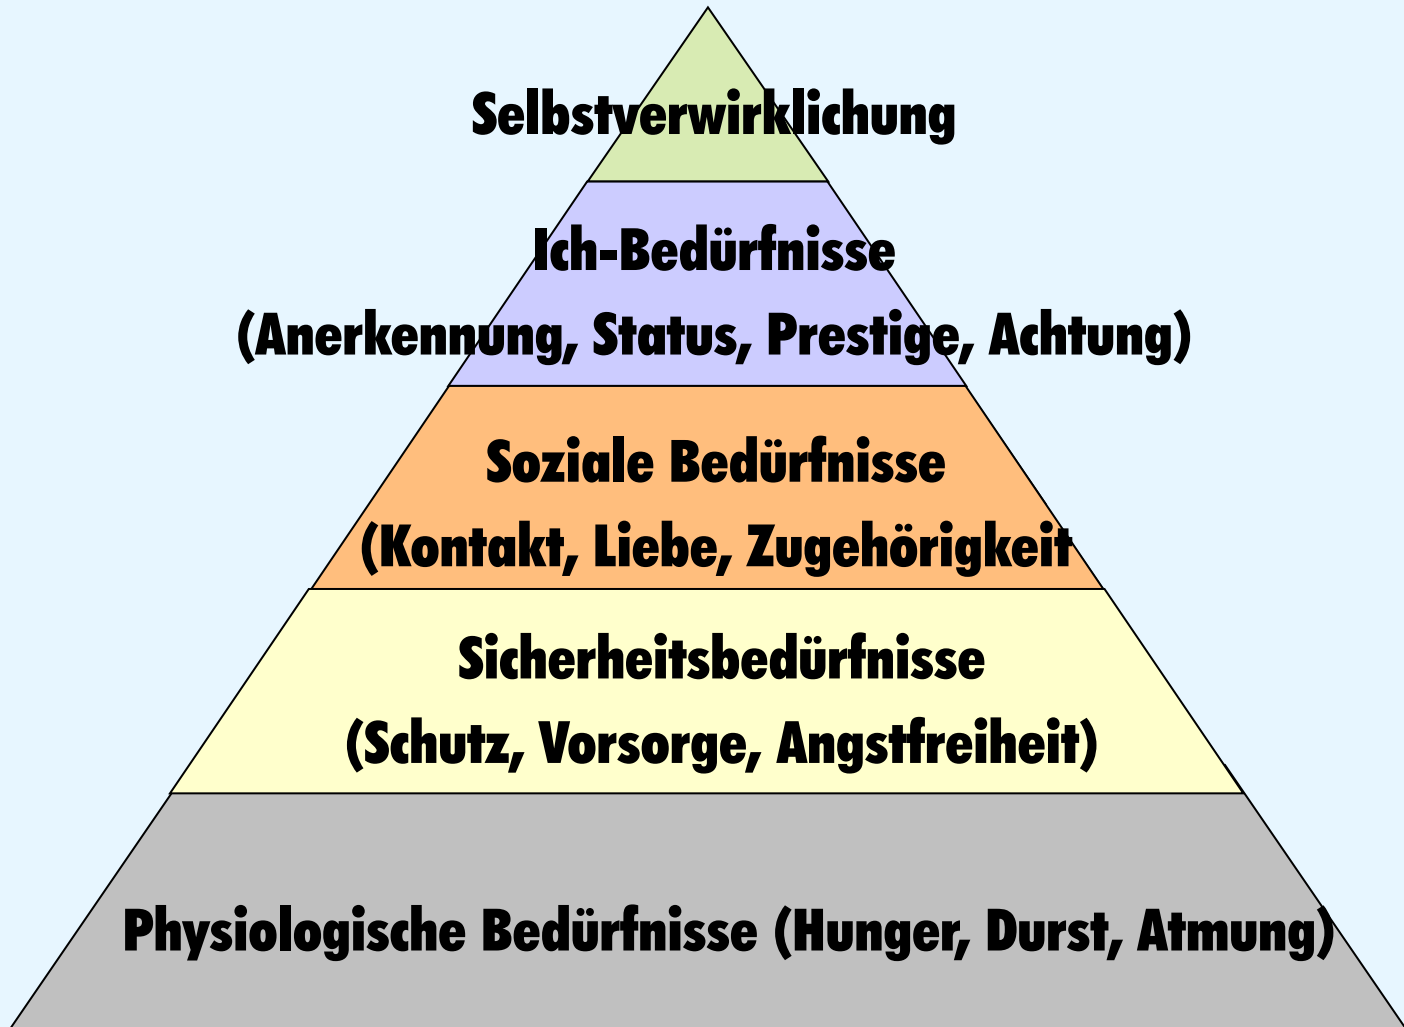 Selbstverwirklichung
Ich-Bedürfnisse
(Anerkennung, Status, Prestige, Achtung)
Soziale Bedürfnisse
(Kontakt, Liebe, Zugehörigkeit
Sicherheitsbedürfnisse
(Schutz, Vorsorge, Angstfreiheit)
Physiologische Bedürfnisse (Hunger, Durst, Atmung)